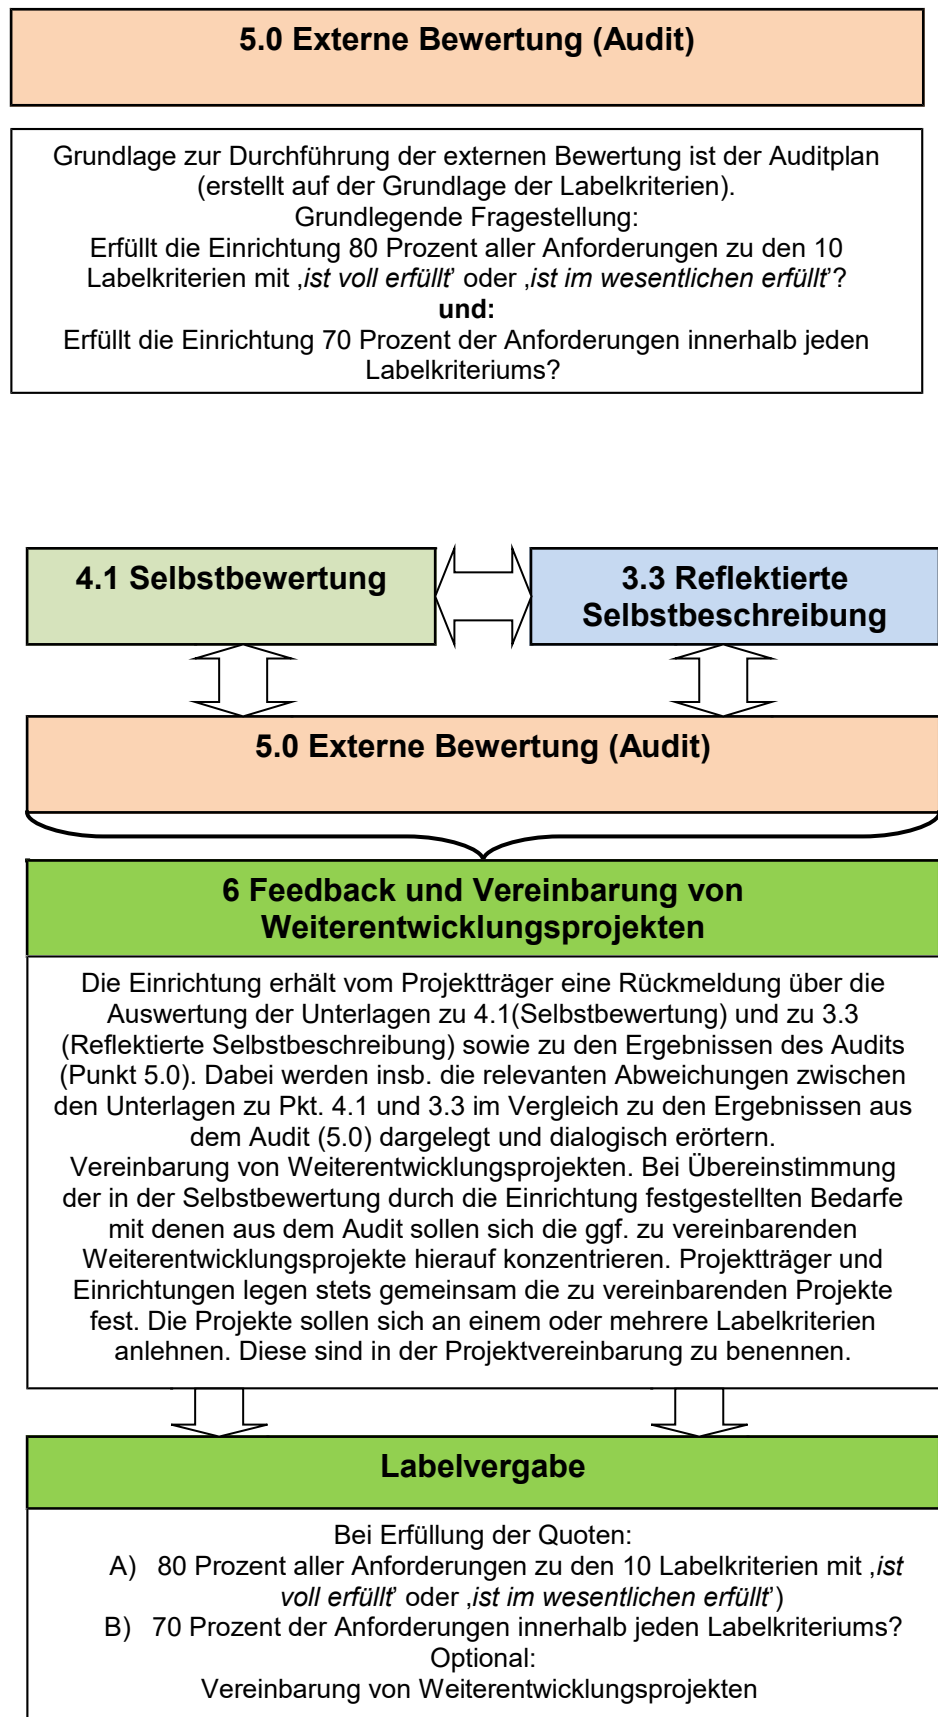 5.0 Externe Bewertung (Audit)
Grundlage zur Durchführung der externen Bewertung ist der Auditplan
(erstellt auf der Grundlage der Labelkriterien).
Grundlegende Fragestellung:
Erfüllt die Einrichtung 80 Prozent aller Anforderungen zu den 10
Labelkriterien mit ‚ist voll erfüllt' oder ‚ist im wesentlichen erfüllt'?
und:
Erfüllt die Einrichtung 70 Prozent der Anforderungen innerhalb jeden
Labelkriteriums?
4.1 Selbstbewertung
3.3 Reflektierte
Selbstbeschreibung
5.0 Externe Bewertung (Audit)
6 Feedback und Vereinbarung von
Weiterentwicklungsprojekten
Die Einrichtung erhält vom Projektträger eine Rückmeldung über die
Auswertung der Unterlagen zu 4.1(Selbstbewertung) und zu 3.3
(Reflektierte Selbstbeschreibung) sowie zu den Ergebnissen des Audits
(Punkt 5.0). Dabei werden insb. die relevanten Abweichungen zwischen
den Unterlagen zu Pkt. 4.1 und 3.3 im Vergleich zu den Ergebnissen aus
dem Audit (5.0) dargelegt und dialogisch erörtern.
Vereinbarung von Weiterentwicklungsprojekten. Bei Übereinstimmung
der in der Selbstbewertung durch die Einrichtung festgestellten Bedarfe
mit denen aus dem Audit sollen sich die ggf. zu vereinbarenden
Weiterentwicklungsprojekte hierauf konzentrieren. Projektträger und
Einrichtungen legen stets gemeinsam die zu vereinbarenden Projekte
fest. Die Projekte sollen sich an einem oder mehrere Labelkriterien
anlehnen. Diese sind in der Projektvereinbarung zu benennen.
Labelvergabe
Bei Erfüllung der Quoten:
A) 80 Prozent aller Anforderungen zu den 10 Labelkriterien mit ‚ist
voll erfüllt' oder ‚ist im wesentlichen erfüllt')
B) 70 Prozent der Anforderungen innerhalb jeden Labelkriteriums?
Optional:
Vereinbarung von Weiterentwicklungsprojekten